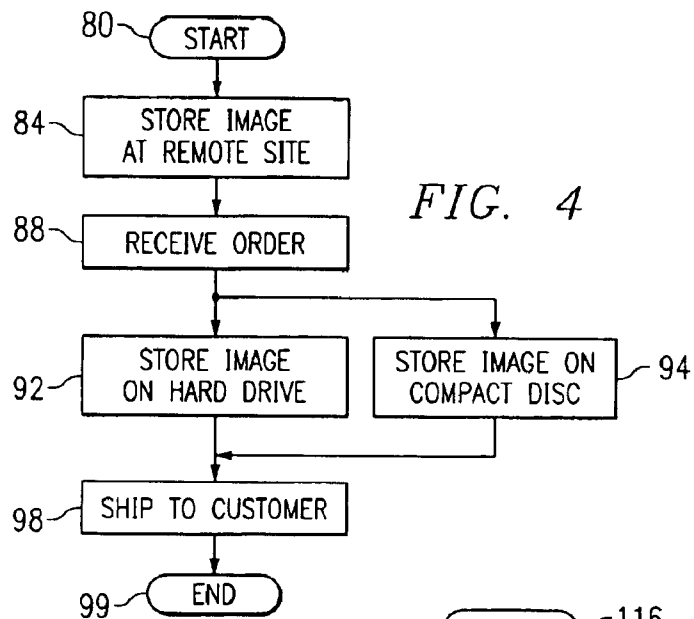 80
START
84
STORE IMAGE
AT REMOTE SITE
FIG. 4
88
RECEIVE ORDER
92
STORE IMAGE
ON HARD DRIVE
STORE IMAGE ON
COMPACT DISC
94
98
SHIP TO CUSTOMER
99
END
116